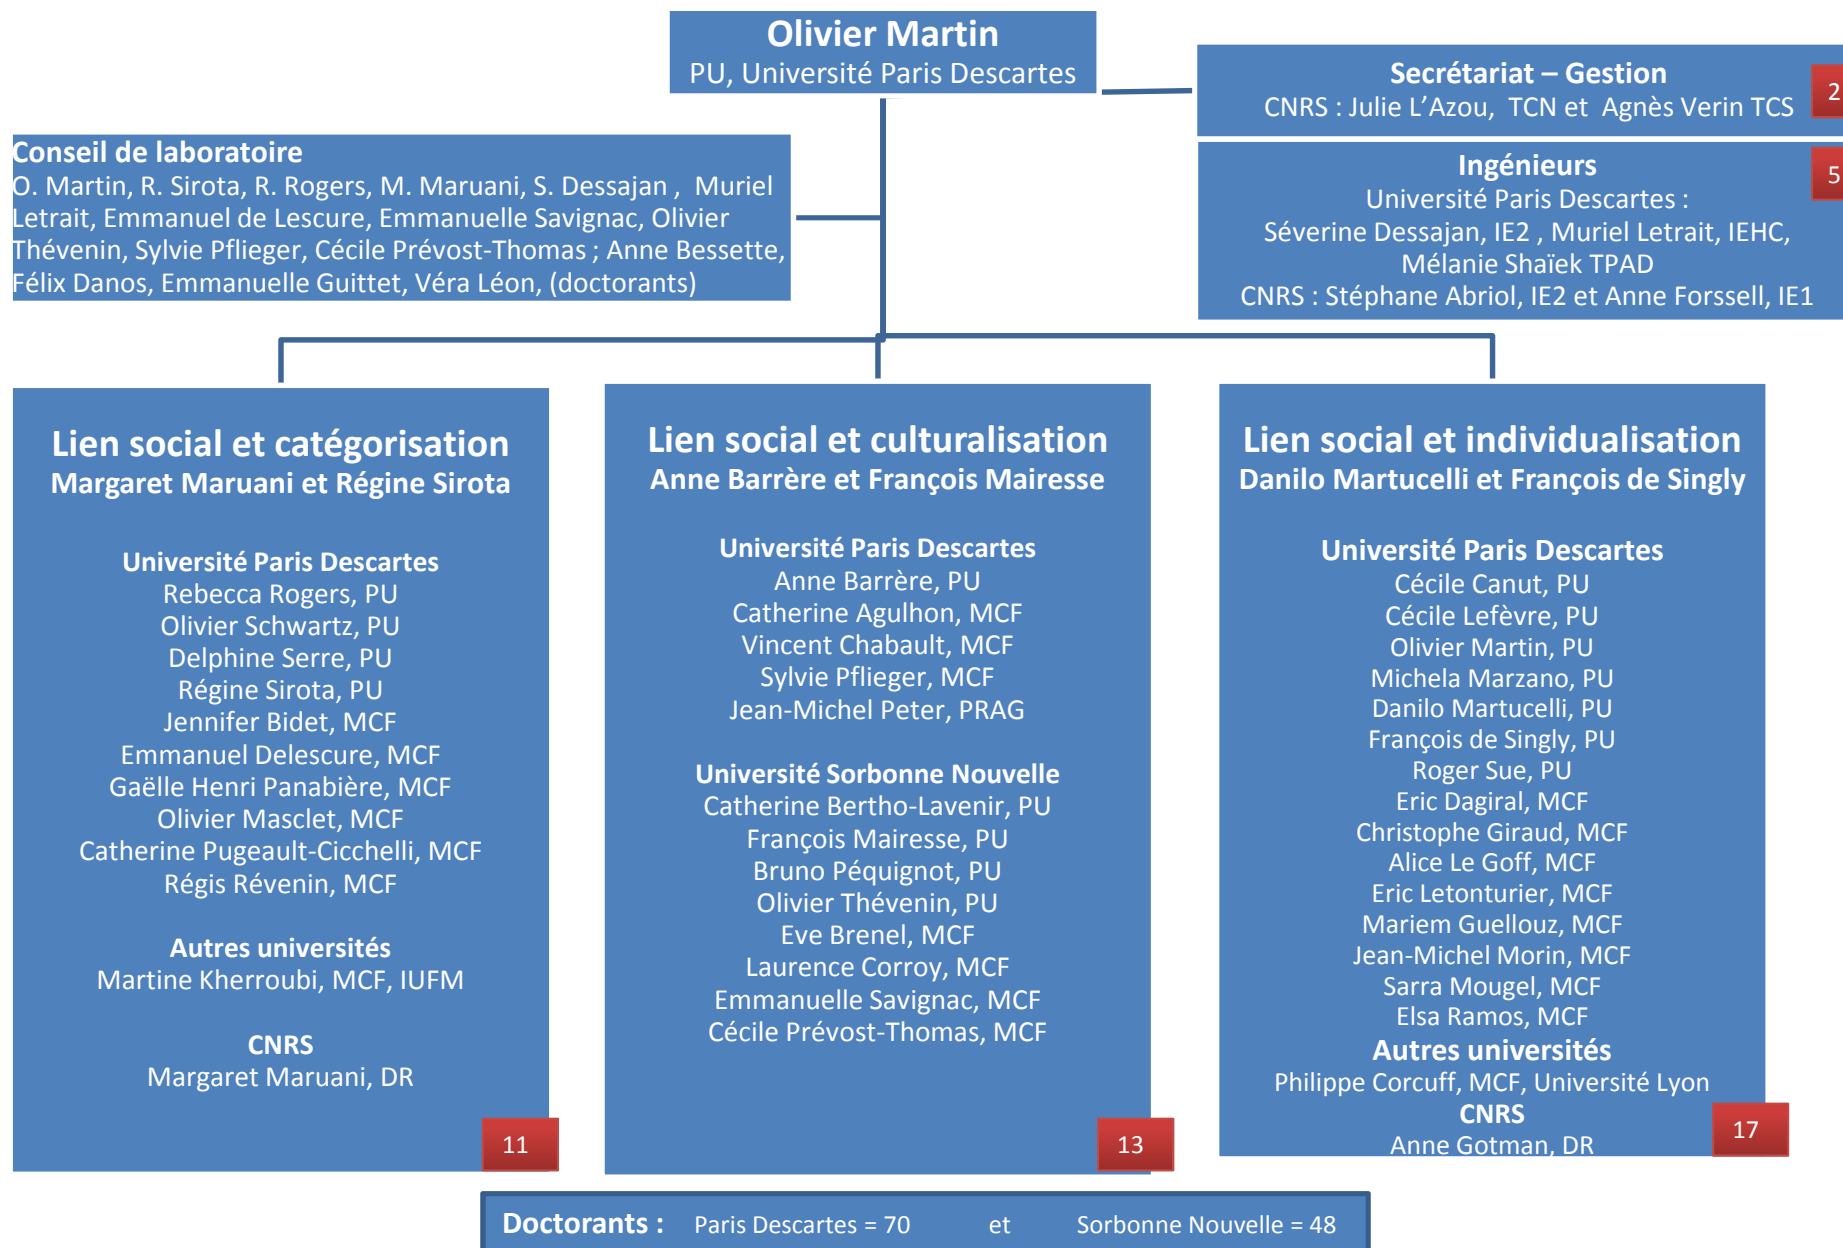 Olivier Martin
PU, Université Paris Descartes
Secrétariat – Gestion
CNRS : Julie L'Azou, TCN et Agnès Verin TCS
2
Conseil de laboratoire
O. Martin, R. Sirota, R. Rogers, M. Maruani, S. Dessajan , Muriel
Letrait, Emmanuel de Lescure, Emmanuelle Savignac, Olivier
Thévenin, Sylvie Pflieger, Cécile Prévost-Thomas ; Anne Bessette,
Félix Danos, Emmanuelle Guittet, Véra Léon, (doctorants)
Ingénieurs
5
Université Paris Descartes :
Séverine Dessajan, IE2 , Muriel Letrait, IEHC,
Mélanie Shaïek TPAD
CNRS : Stéphane Abriol, IE2 et Anne Forssell, IE1
Lien social et catégorisation
Margaret Maruani et Régine Sirota
Université Paris Descartes
Rebecca Rogers, PU
Olivier Schwartz, PU
Delphine Serre, PU
Régine Sirota, PU
Jennifer Bidet, MCF
Emmanuel Delescure, MCF
Gaëlle Henri Panabière, MCF
Olivier Masclet, MCF
Catherine Pugeault-Cicchelli, MCF
Régis Révenin, MCF
Autres universités
Martine Kherroubi, MCF, IUFM
CNRS
Margaret Maruani, DR
11
Lien social et culturalisation
Anne Barrère et François Mairesse
Université Paris Descartes
Anne Barrère, PU
Catherine Agulhon, MCF
Vincent Chabault, MCF
Sylvie Pflieger, MCF
Jean-Michel Peter, PRAG
Université Sorbonne Nouvelle
Catherine Bertho-Lavenir, PU
François Mairesse, PU
Bruno Péquignot, PU
Olivier Thévenin, PU
Eve Brenel, MCF
Laurence Corroy, MCF
Emmanuelle Savignac, MCF
Cécile Prévost-Thomas, MCF
13
Lien social et individualisation
Danilo Martucelli et François de Singly
Université Paris Descartes
Cécile Canut, PU
Cécile Lefèvre, PU
Olivier Martin, PU
Michela Marzano, PU
Danilo Martucelli, PU
François de Singly, PU
Roger Sue, PU
Eric Dagiral, MCF
Christophe Giraud, MCF
Alice Le Goff, MCF
Eric Letonturier, MCF
Mariem Guellouz, MCF
Jean-Michel Morin, MCF
Sarra Mougel, MCF
Elsa Ramos, MCF
Autres universités
Philippe Corcuff, MCF, Université Lyon
CNRS
Anne Gotman, DR
17
Doctorants : Paris Descartes = 70 et Sorbonne Nouvelle = 48